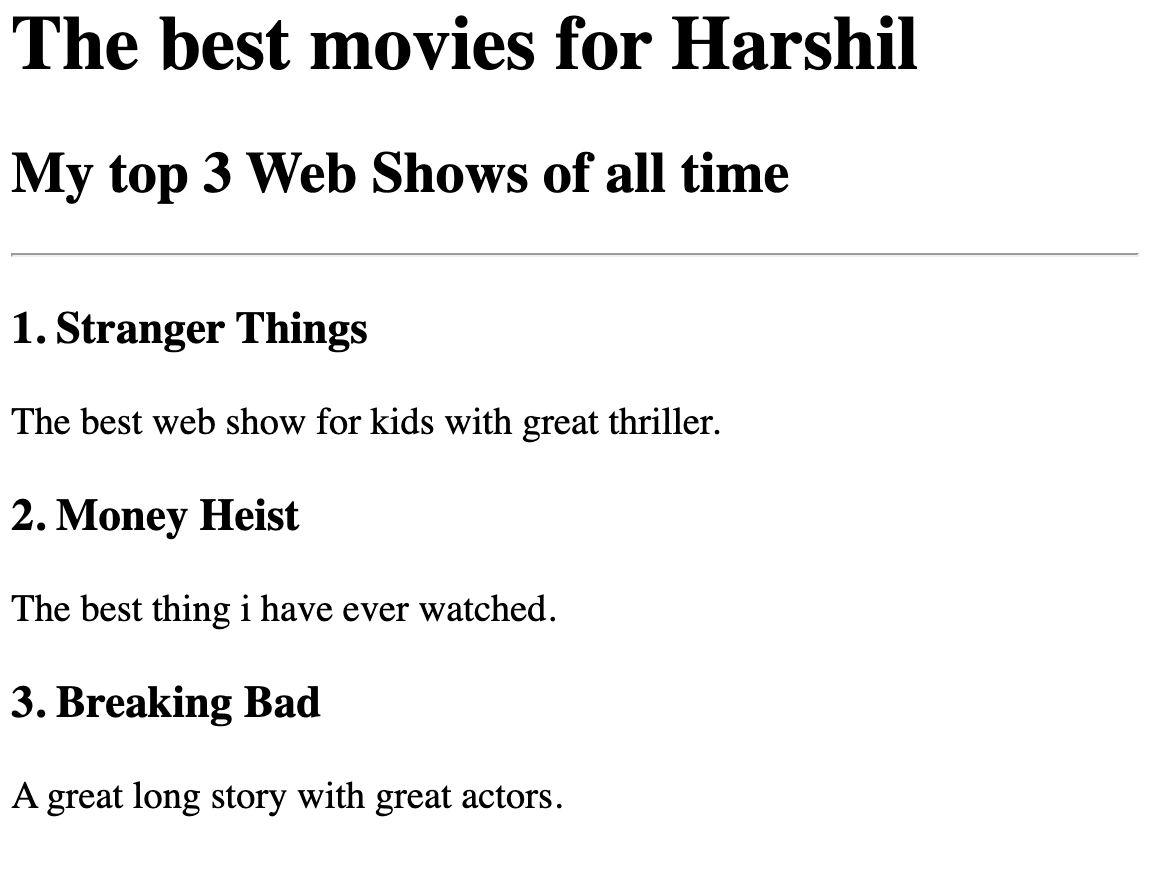 The best movies for Harshil
My top 3 Web Shows of all time
1. Stranger Things
The best web show for kids with great thriller.
2. Money Heist
The best thing i have ever watched.
3. Breaking Bad
A great long story with great actors.